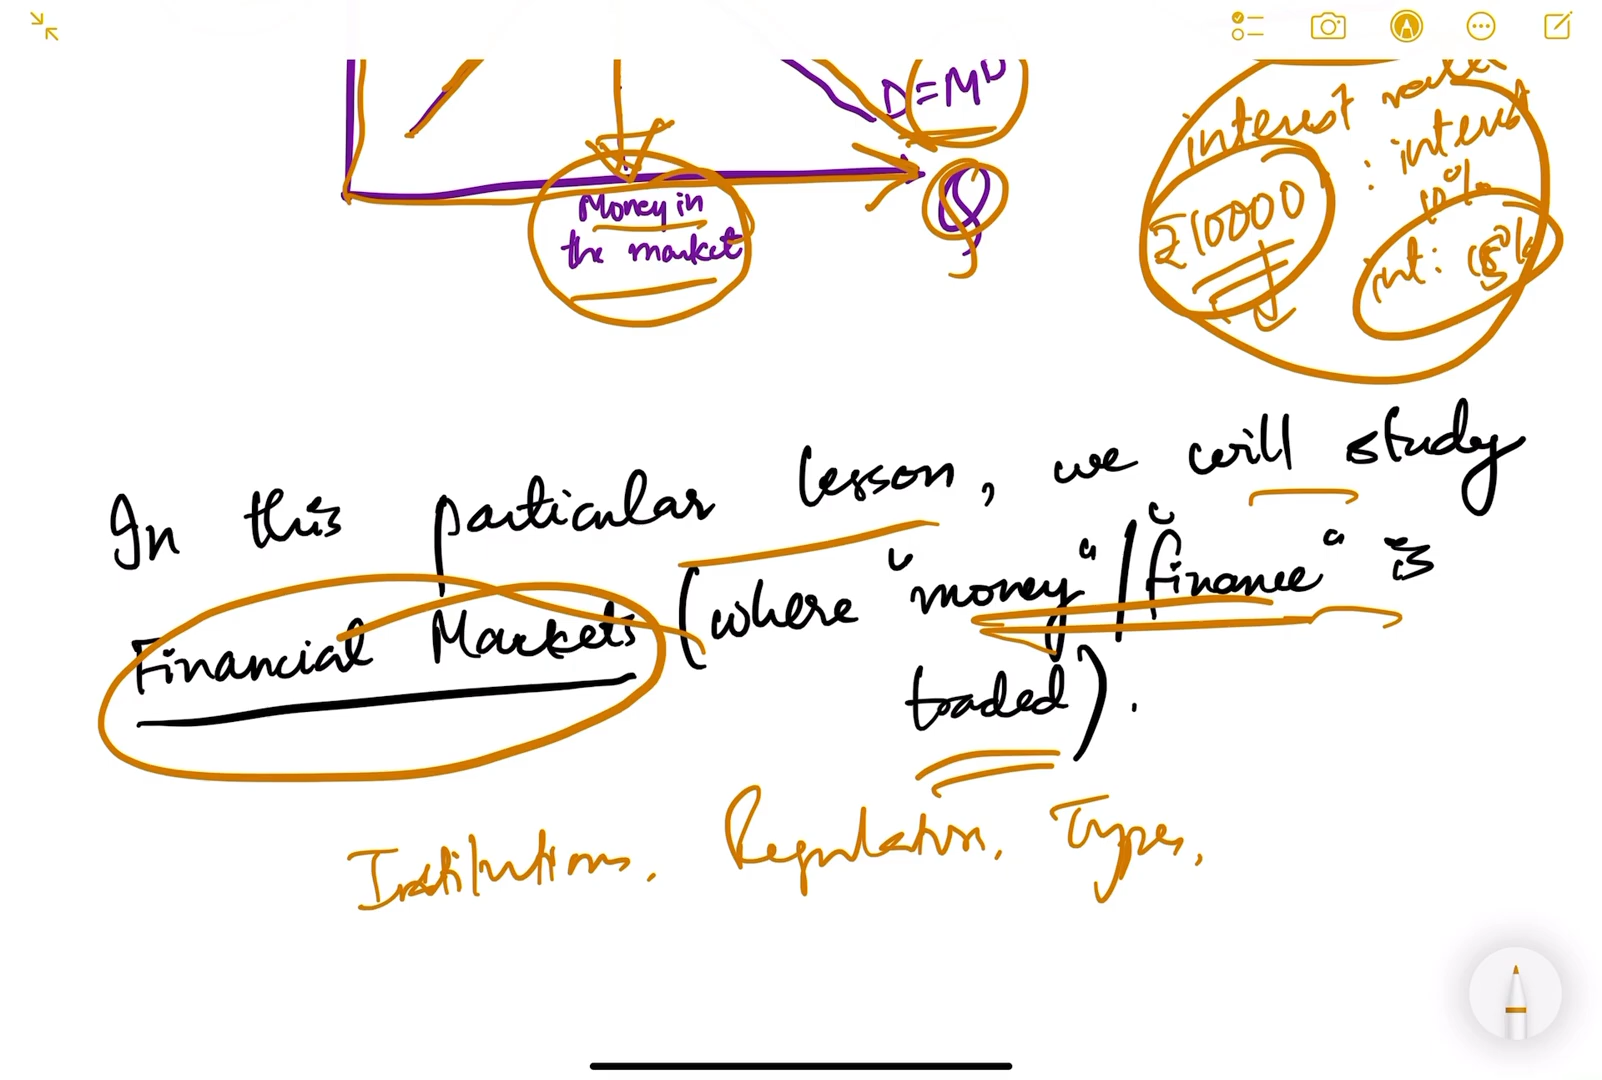 D=M^D
Money in
the market
Q
interest
: interest
10%
₹10000
int: 15%
In this particular lesson, we will study
Financial Markets (where "money"/"finance" is
traded).
Institutions, Regulation, Types,